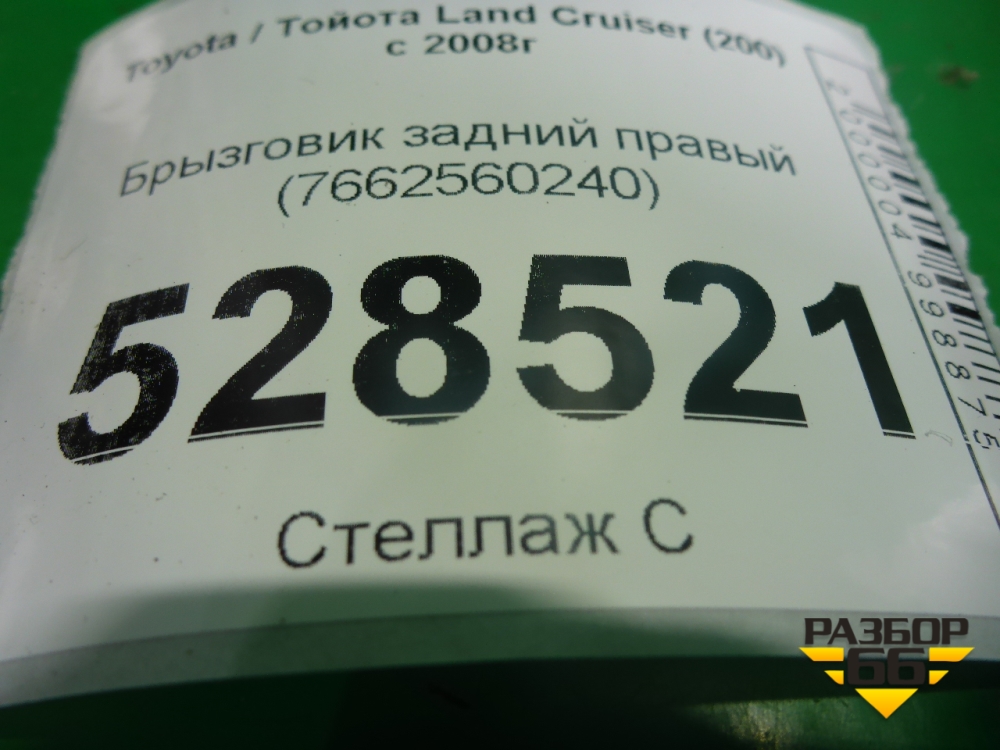 Toyota / Тойота Land Cruiser (200)
с 2008г
Брызговик задний правый
(7662560240)
528521
Стеллаж С
РАЗБОР
66